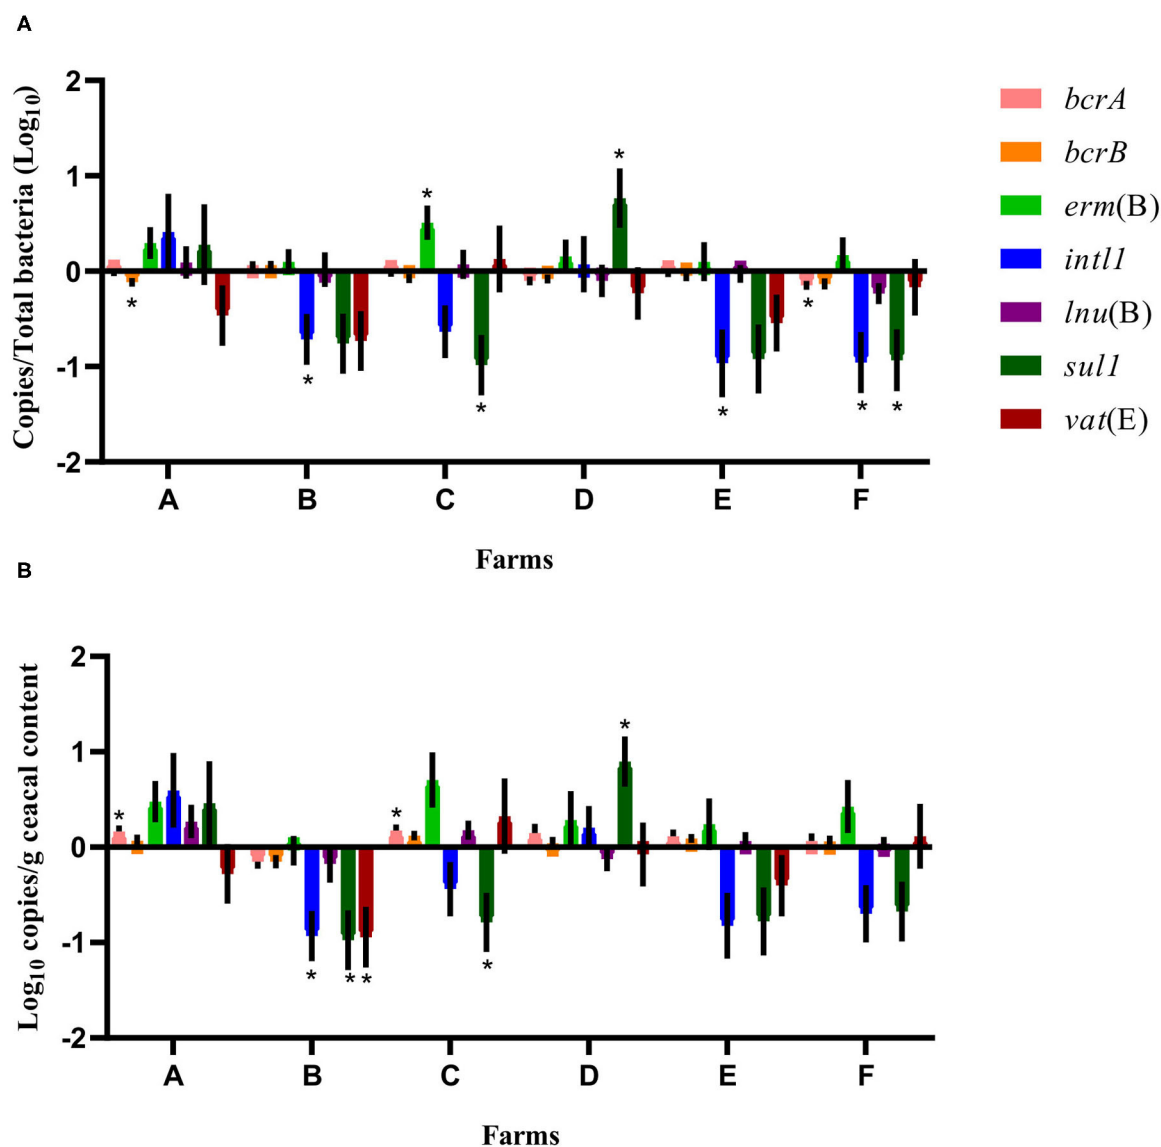 A
Copies/Total bacteria (Log10)
2
1
0
-1
-2
* * * * * * * * * *
A B C D E F
Farms
bcrA
bcrB
erm(B)
intl1
lnu(B)
sul1
vat(E)
B
Log10 copies/g ceacal content
2
1
0
-1
-2
* * * * * * *
A B C D E F
Farms